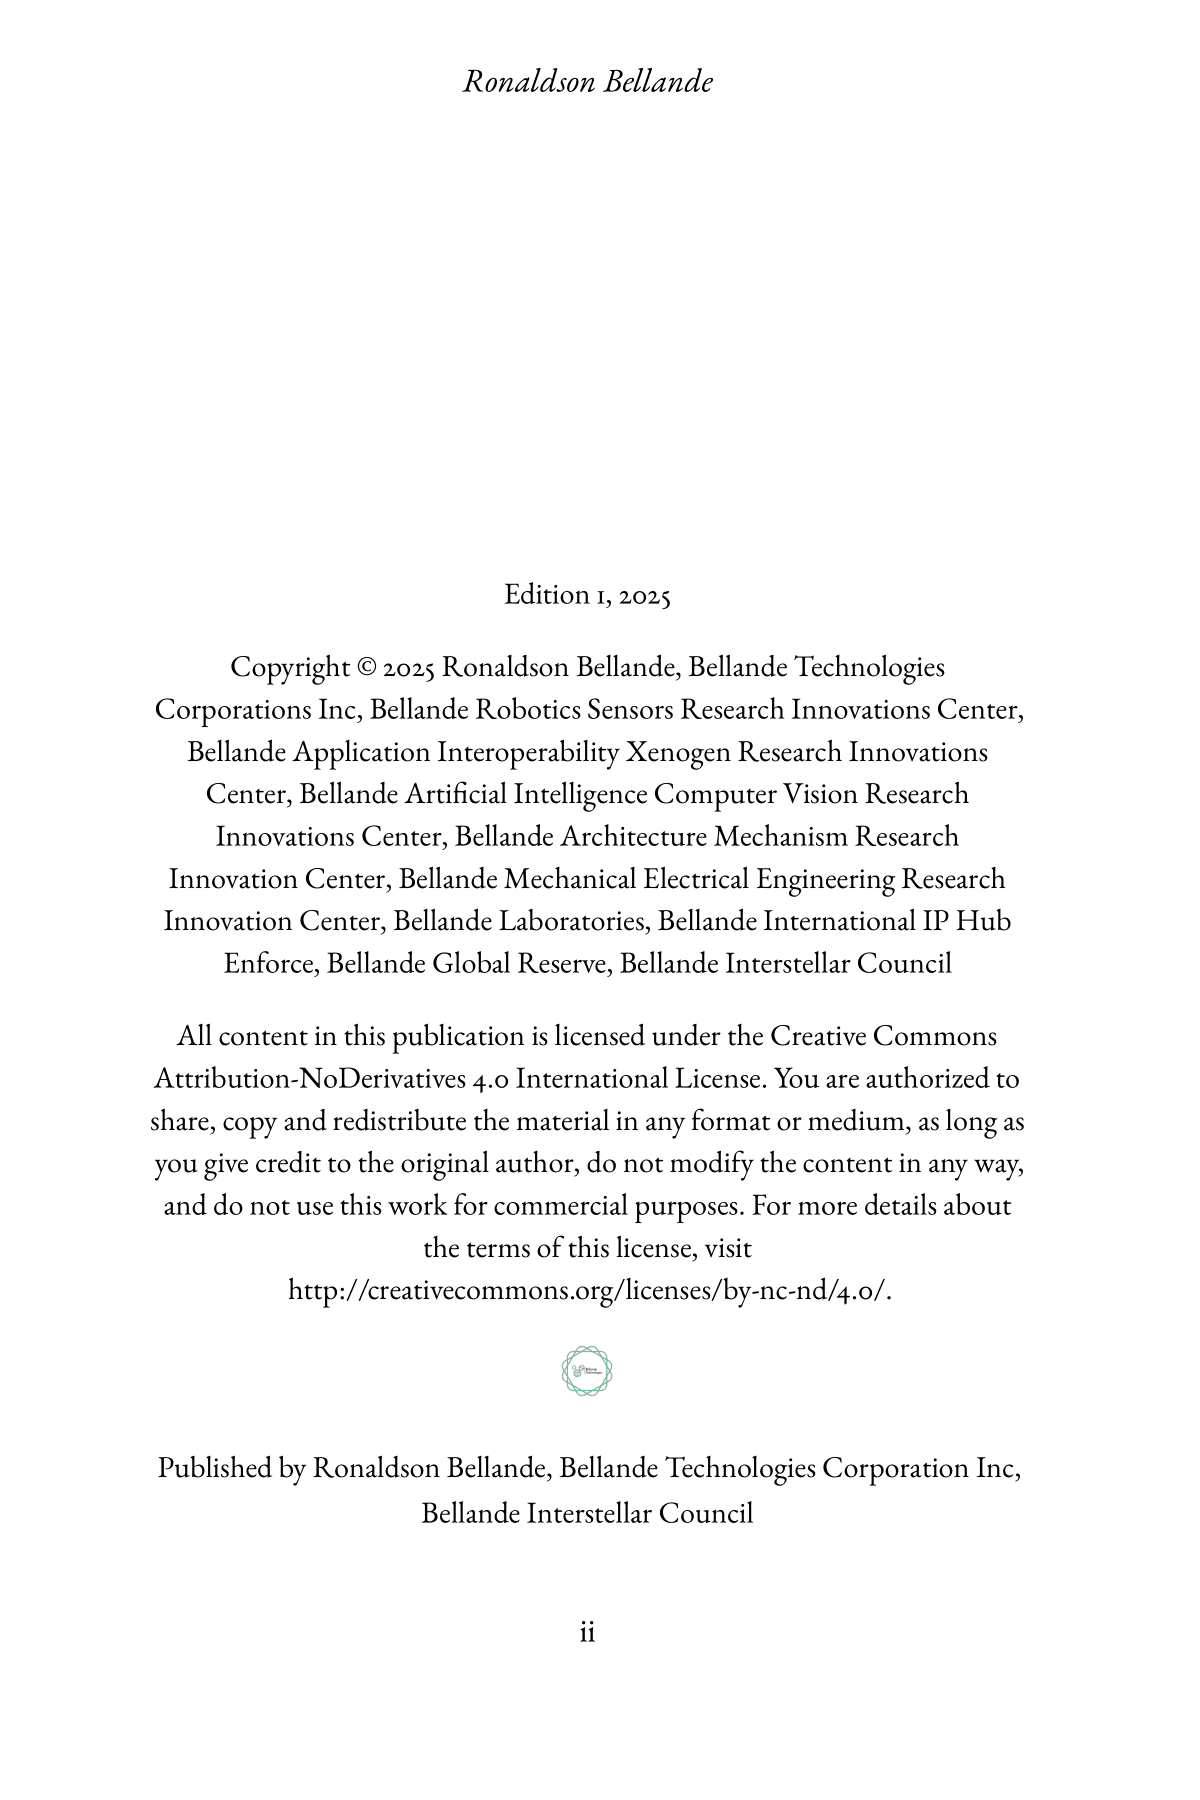 Ronaldson Bellande
Edition 1, 2025
Copyright © 2025 Ronaldson Bellande, Bellande Technologies
Corporations Inc, Bellande Robotics Sensors Research Innovations Center,
Bellande Application Interoperability Xenogen Research Innovations
Center, Bellande Artificial Intelligence Computer Vision Research
Innovations Center, Bellande Architecture Mechanism Research
Innovation Center, Bellande Mechanical Electrical Engineering Research
Innovation Center, Bellande Laboratories, Bellande International IP Hub
Enforce, Bellande Global Reserve, Bellande Interstellar Council
All content in this publication is licensed under the Creative Commons
Attribution-NoDerivatives 4.0 International License. You are authorized to
share, copy and redistribute the material in any format or medium, as long as
you give credit to the original author, do not modify the content in any way,
and do not use this work for commercial purposes. For more details about
the terms of this license, visit
http://creativecommons.org/licenses/by-nc-nd/4.0/.
Bellande
Technologies
Published by Ronaldson Bellande, Bellande Technologies Corporation Inc,
Bellande Interstellar Council
ii